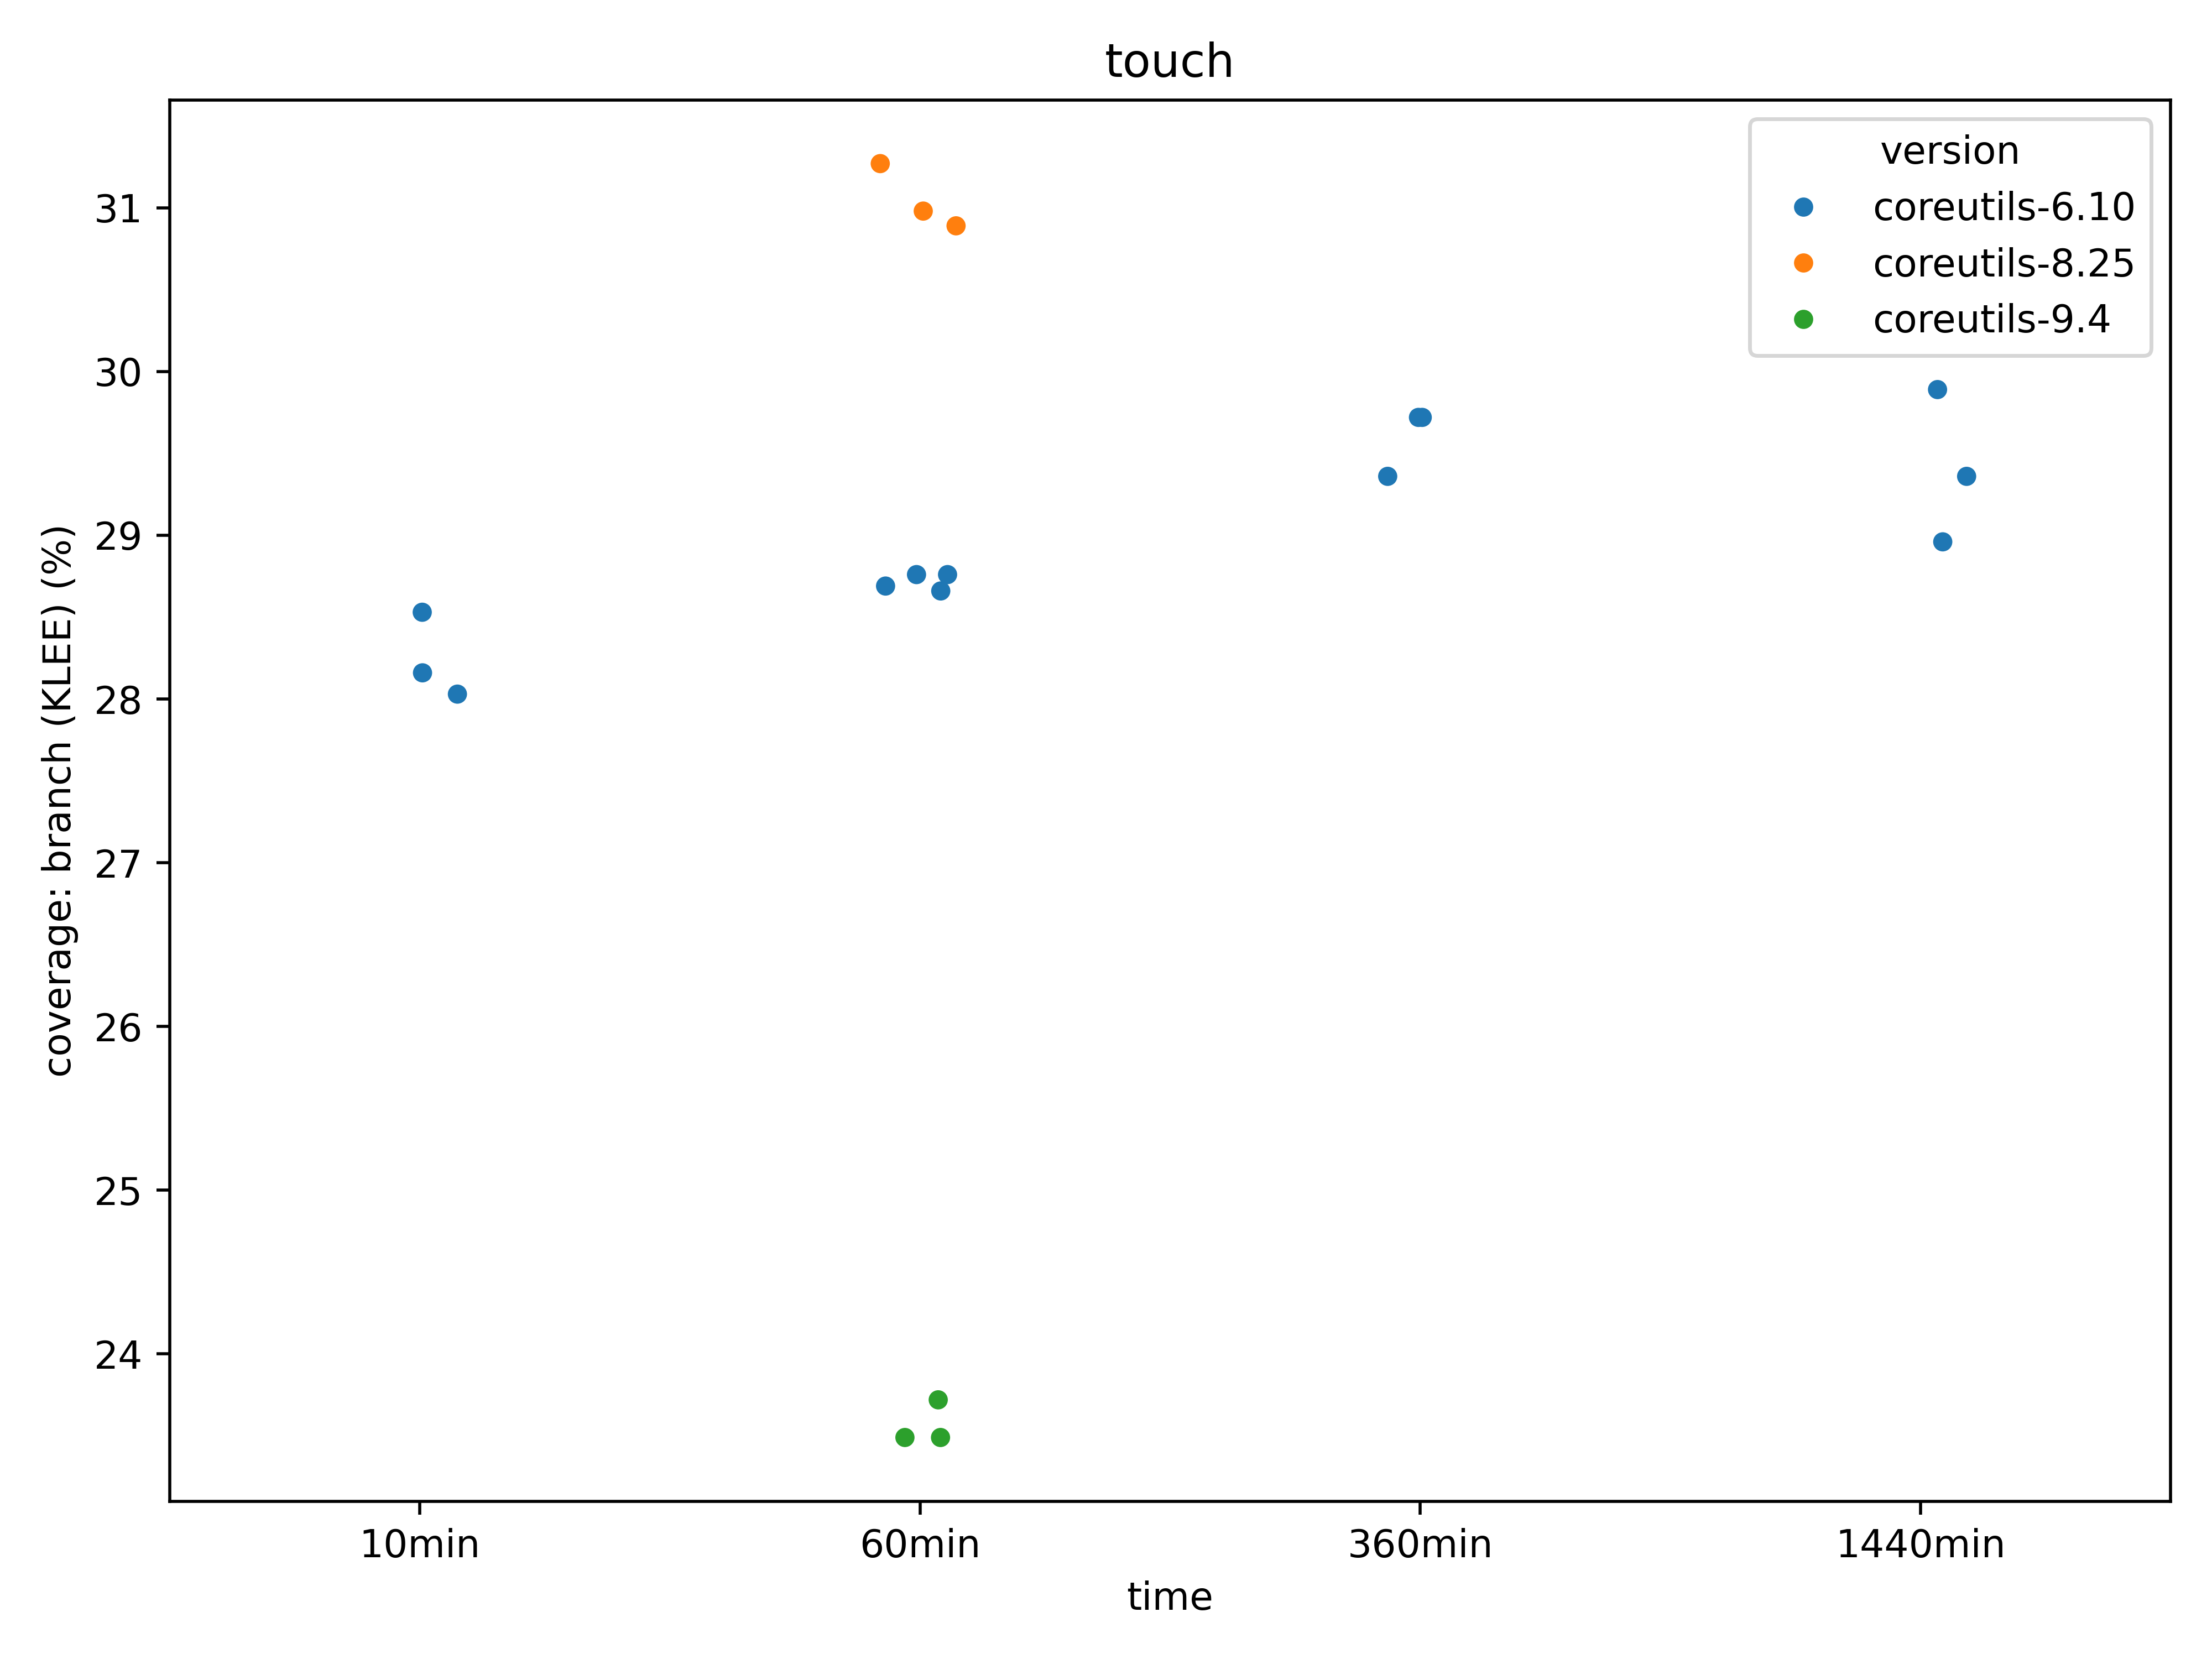 touch
version
coreutils-6.10
coreutils-8.25
coreutils-9.4
coverage: branch (KLEE) (%)
31
30
29
28
27
26
25
24
10min 60min 360min 1440min
time